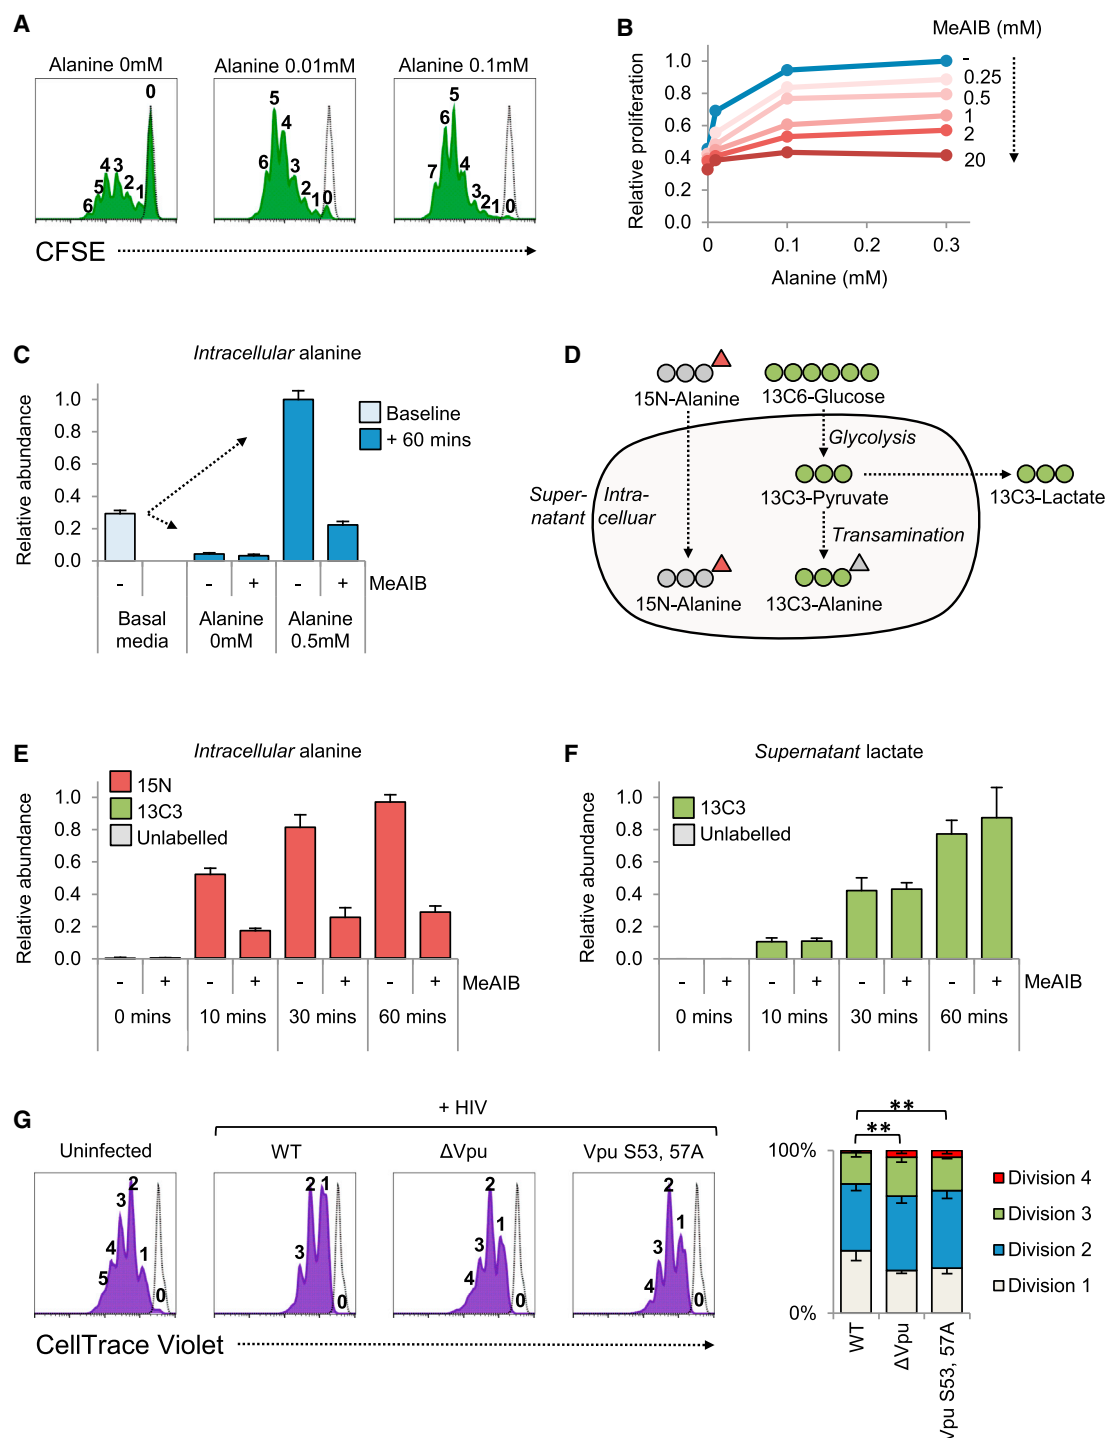 A
Alanine 0mM
Alanine 0.01mM
Alanine 0.1mM
0
6 5 4 3 2 1
6 5 4 3 2 1 0
7 6 5 4 3 2 1 0
CFSE
B
MeAIB (mM)
Relative proliferation
1.0
0.8
0.6
0.4
0.2
0.0
-
0.25
0.5
1
2
20
0 0.1 0.2 0.3
Alanine (mM)
C
Intracellular alanine
Relative abundance
1.0
0.8
0.6
0.4
0.2
0.0
Baseline
+ 60 mins
- - + - + MeAIB
Basal media
Alanine 0mM
Alanine 0.5mM
D
15N-Alanine
13C6-Glucose
Glycolysis
Super-natant
Intra-celluar
13C3-Pyruvate
13C3-Lactate
Transamination
15N-Alanine
13C3-Alanine
E
Intracellular alanine
15N
13C3
Unlabelled
Relative abundance
1.0
0.8
0.6
0.4
0.2
0.0
- + - + - + - + MeAIB
0 mins 10 mins 30 mins 60 mins
F
Supernatant lactate
13C3
Unlabelled
Relative abundance
1.0
0.8
0.6
0.4
0.2
0.0
- + - + - + - + MeAIB
0 mins 10 mins 30 mins 60 mins
G
+ HIV
Uninfected
WT
ΔVpu
Vpu S53, 57A
5 4 3 2 1 0
3 2 1 0
4 3 2 1 0
4 3 2 1 0
CellTrace Violet
**
**
100%
0%
WT
ΔVpu
Vpu S53, 57A
Division 4
Division 3
Division 2
Division 1